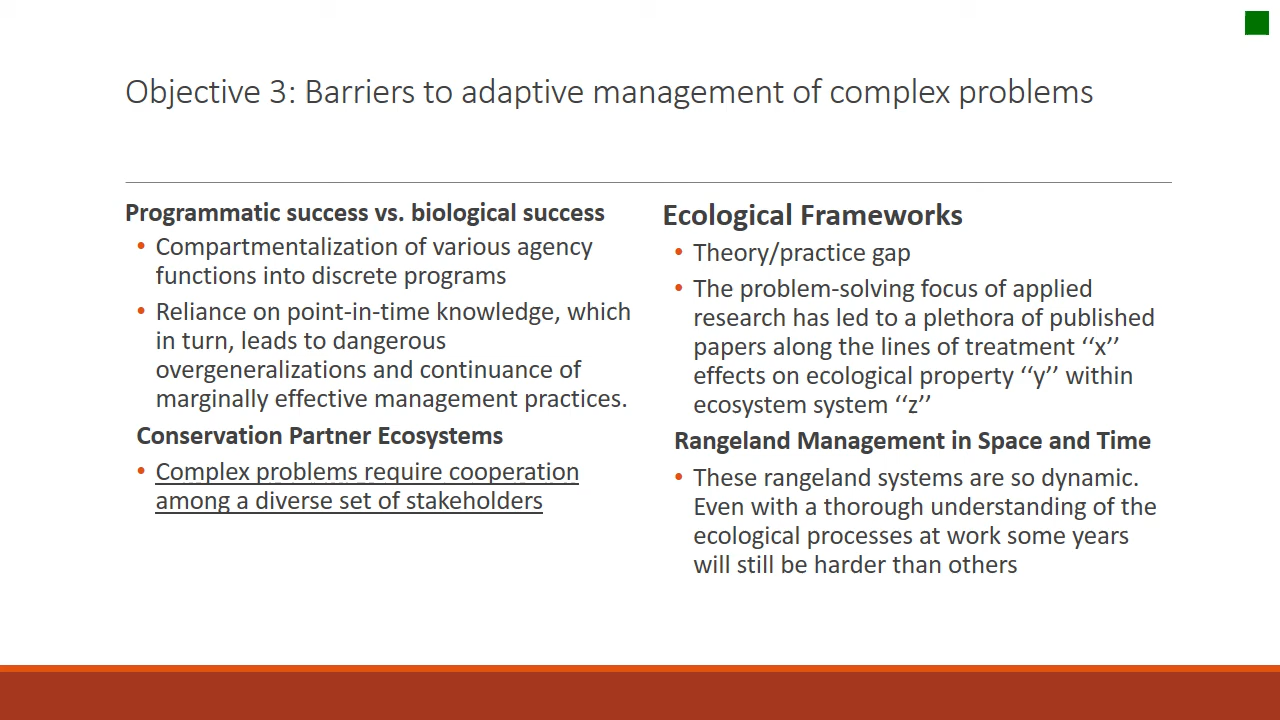 Objective 3: Barriers to adaptive management of complex problems
Programmatic success vs. biological success
• Compartmentalization of various agency
functions into discrete programs
• Reliance on point-in-time knowledge, which
in turn, leads to dangerous
overgeneralizations and continuance of
marginally effective management practices.
Conservation Partner Ecosystems
• Complex problems require cooperation
among a diverse set of stakeholders
Ecological Frameworks
• Theory/practice gap
• The problem-solving focus of applied
research has led to a plethora of published
papers along the lines of treatment ‘‘x’’
effects on ecological property ‘‘y’’ within
ecosystem system ‘‘z’’
Rangeland Management in Space and Time
• These rangeland systems are so dynamic.
Even with a thorough understanding of the
ecological processes at work some years
will still be harder than others